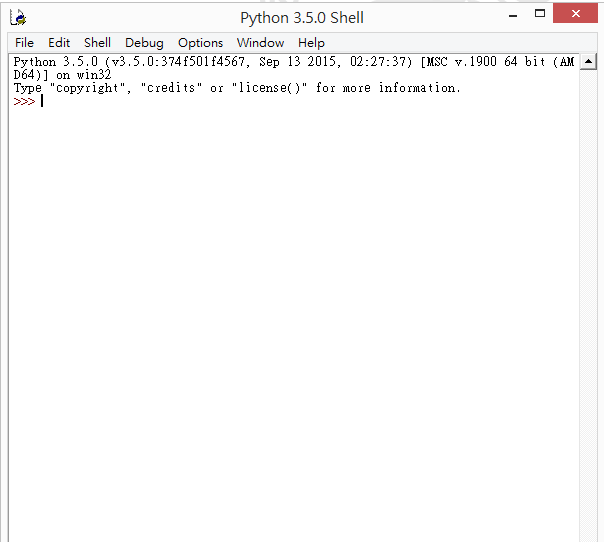 Python 3.5.0 Shell
File Edit Shell Debug Options Window Help
Python 3.5.0 (v3.5.0:374f501f4567, Sep 13 2015, 02:27:37) [MSC v.1900 64 bit (AM
D64)] on win32
Type "copyright", "credits" or "license()" for more information.
>>>